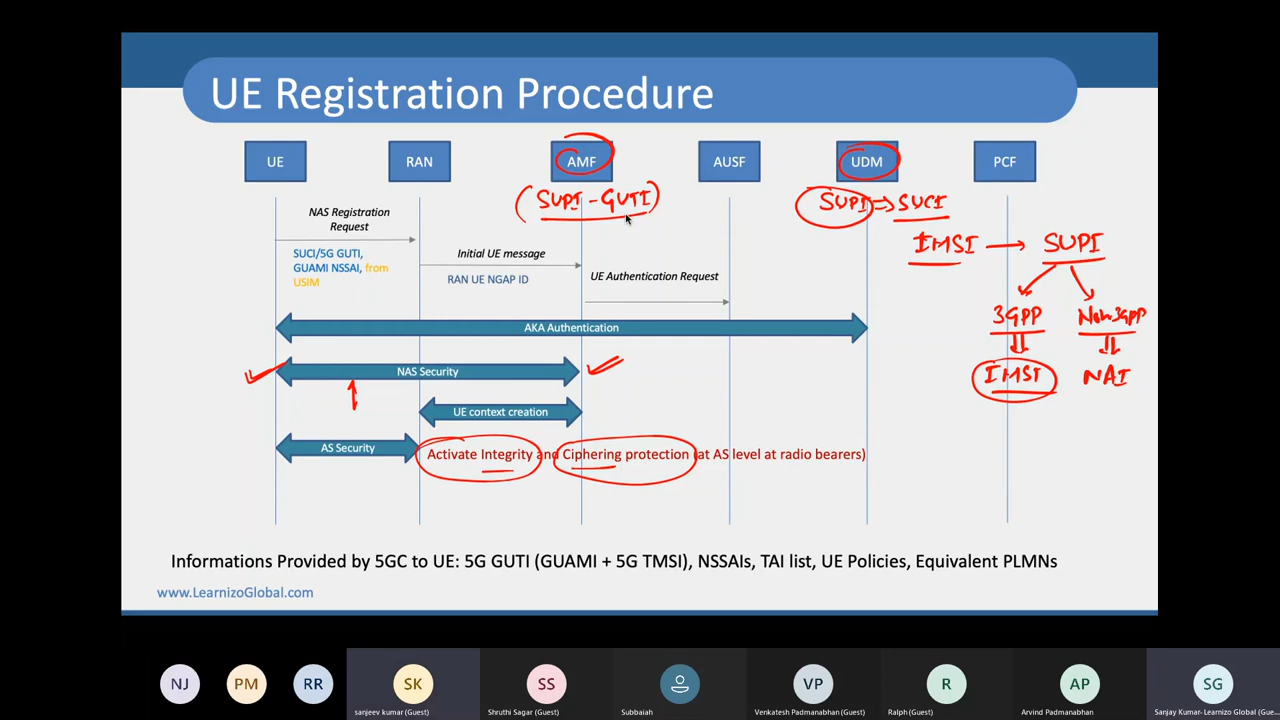 UE Registration Procedure
UE
RAN
AMF
AUSF
UDM
PCF
(SUPI - GUTI)
SUPI => SUCI
IMSI → SUPI
3GPP
Non3GPP
IMSI
NAI
NAS Registration
Request
SUCI/5G GUTI,
GUAMI NSSAI, from
USIM
Initial UE message
RAN UE NGAP ID
UE Authentication Request
AKA Authentication
NAS Security
UE context creation
AS Security
Activate Integrity and Ciphering protection (at AS level at radio bearers)
Informations Provided by 5GC to UE: 5G GUTI (GUAMI + 5G TMSI), NSSAIs, TAI list, UE Policies, Equivalent PLMNs
www.LearnizoGlobal.com
NJ
PM
RR
SK
sanjeev kumar (Guest)
SS
Shruthi Sagar (Guest)
Subbaiah
VP
Venkatesh Padmanabhan (Guest)
R
Ralph (Guest)
AP
Arvind Padmanabhan
SG
Sanjay Kumar- Learnizo Global (Gue...